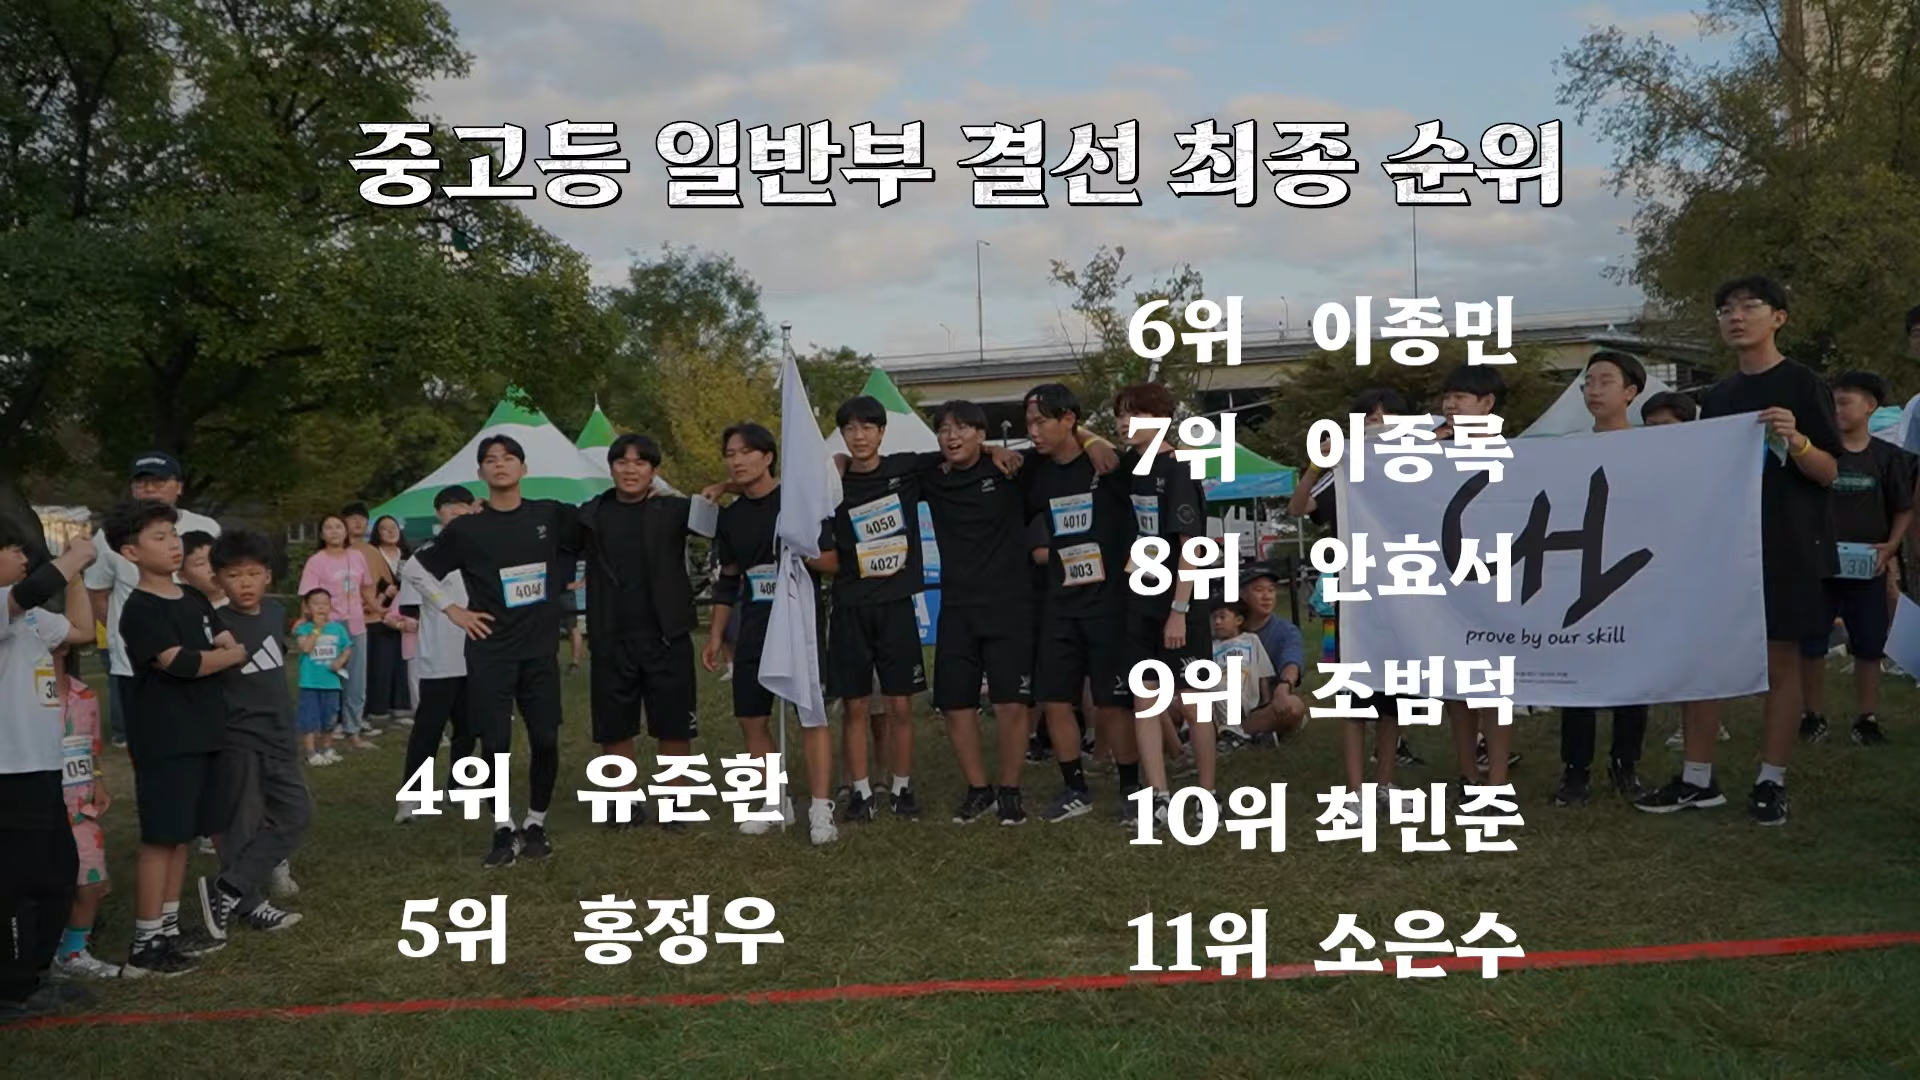 중고등 일반부 결선 최종 순위
4위 유준환
5위 홍정우
6위 이종민
7위 이종록
8위 안효서
9위 조범덕
10위 최민준
11위 소은수
prove by our skill
4058
4027
4010
4003